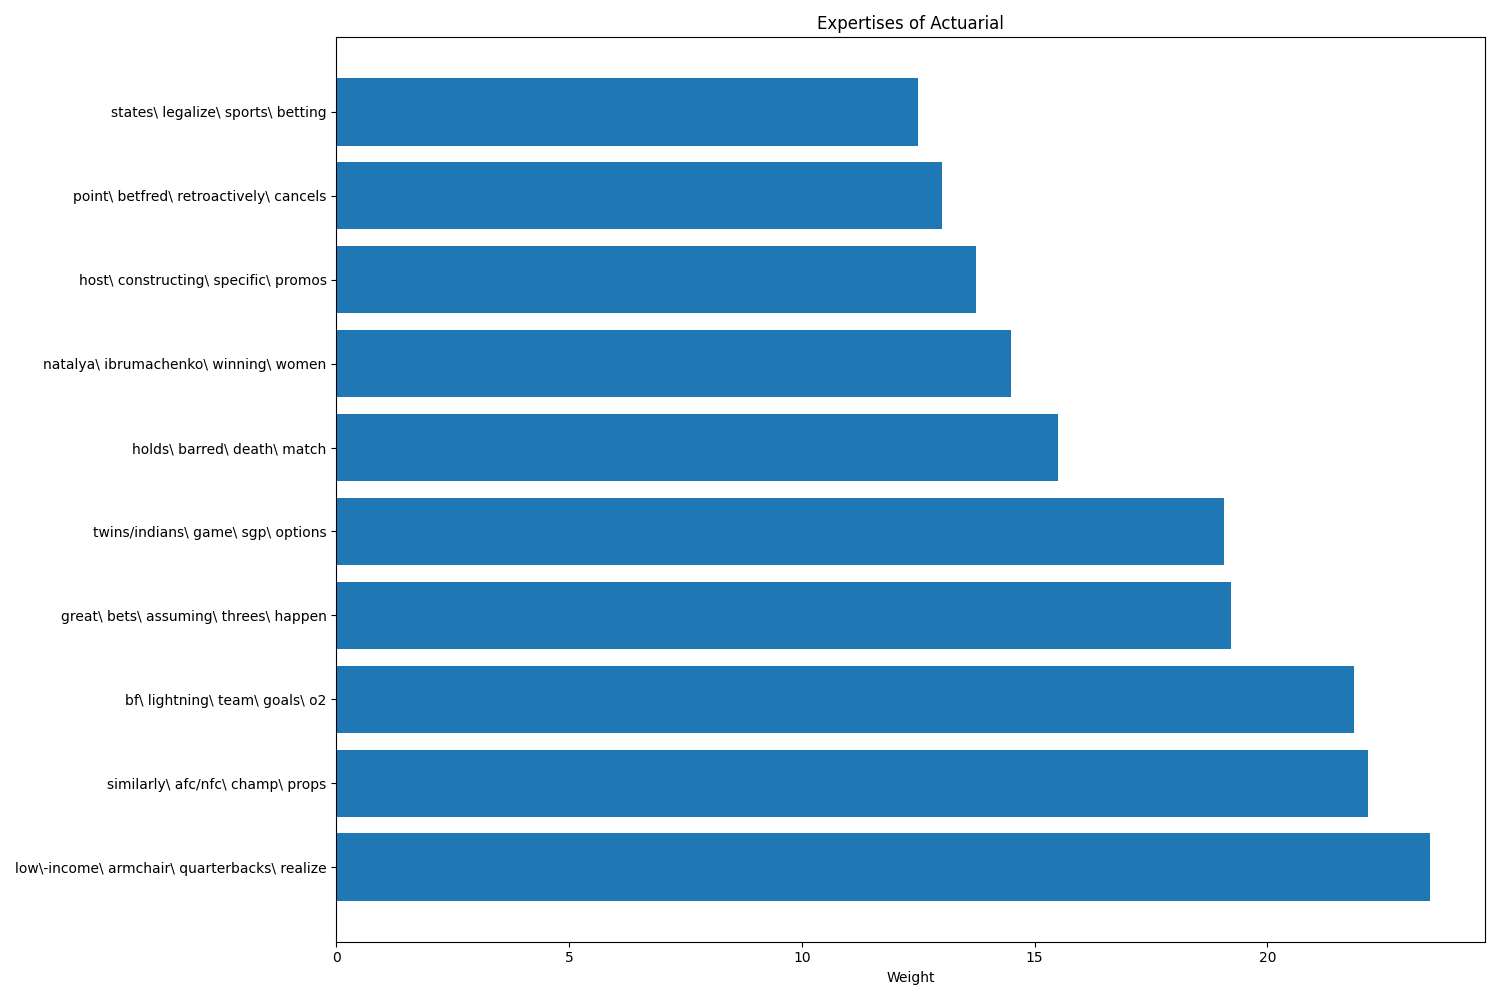 Expertises of Actuarial
states\ legalize\ sports\ betting
point\ betfred\ retroactively\ cancels
host\ constructing\ specific\ promos
natalya\ ibrumachenko\ winning\ women
holds\ barred\ death\ match
twins/indians\ game\ sgp\ options
great\ bets\ assuming\ threes\ happen
bf\ lightning\ team\ goals\ o2
similarly\ afc/nfc\ champ\ props
low\-income\ armchair\ quarterbacks\ realize
0 5 10 15 20
Weight